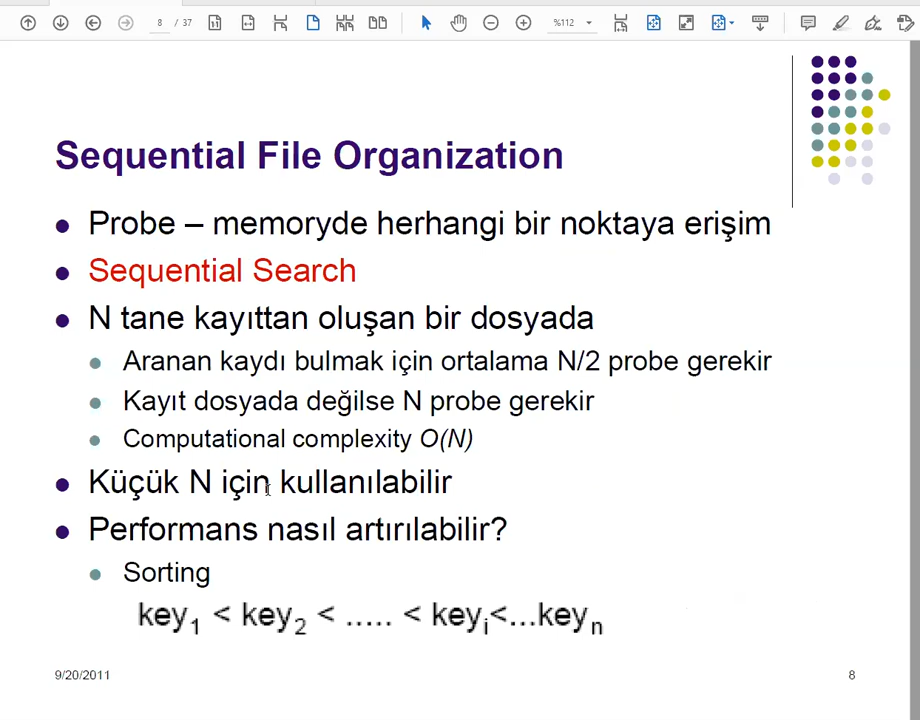 8 / 37
%112
Sequential File Organization
Probe – memoryde herhangi bir noktaya erişim
Sequential Search
N tane kayıttan oluşan bir dosyada
Aranan kaydı bulmak için ortalama N/2 probe gerekir
Kayıt dosyada değilse N probe gerekir
Computational complexity O(N)
Küçük N için kullanılabilir
Performans nasıl artırılabilir?
Sorting
key₁ < key₂ < ..... < keyᵢ<...keyₙ
9/20/2011
8